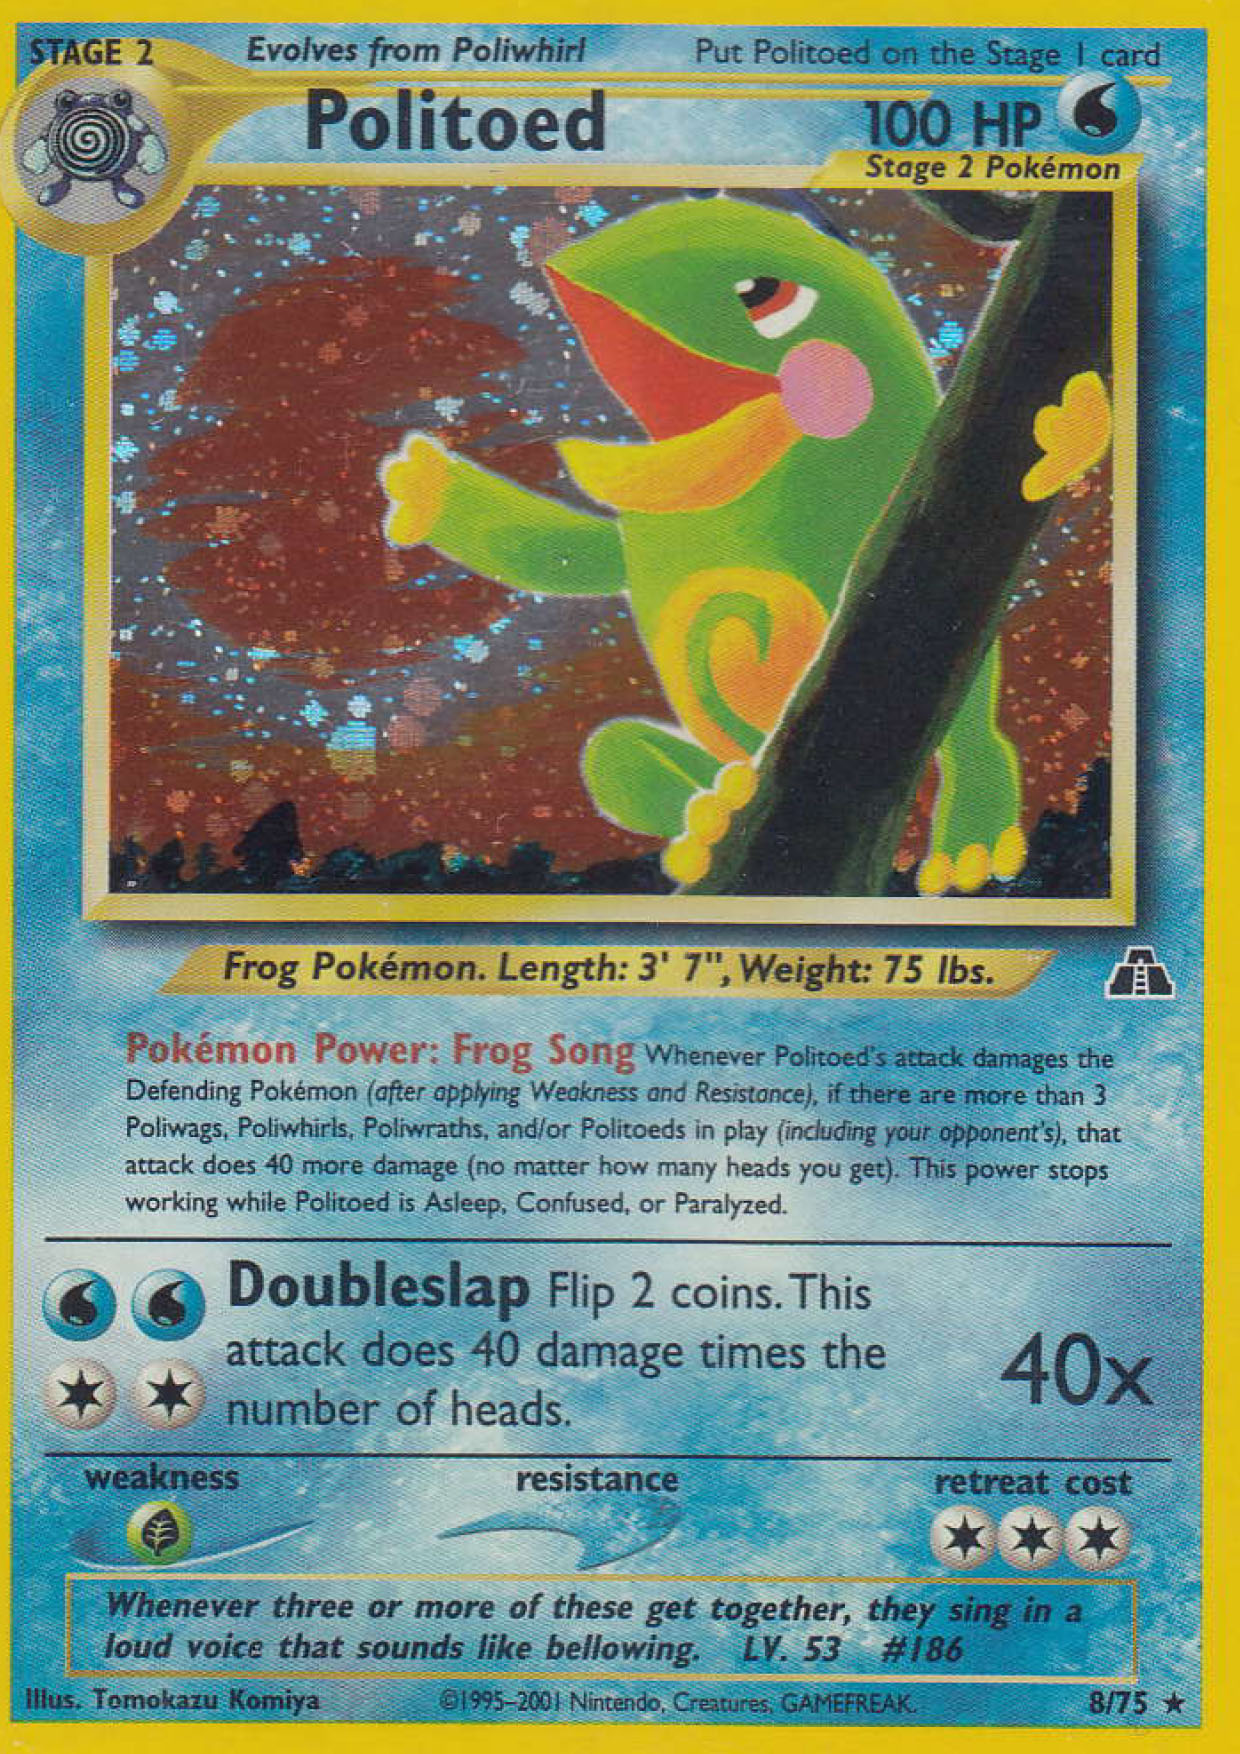 STAGE 2 Evolves from Poliwhirl Put Politoed on the Stage 1 card
Politoed 100 HP
Stage 2 Pokémon
Frog Pokémon. Length: 3' 7", Weight: 75 lbs.
Pokémon Power: Frog Song Whenever Politoed's attack damages the
Defending Pokémon (after applying Weakness and Resistance), if there are more than 3
Poliwags, Poliwhirls, Poliwraths, and/or Politoeds in play (including your opponent's), that
attack does 40 more damage (no matter how many heads you get). This power stops
working while Politoed is Asleep, Confused, or Paralyzed.
Doubleslap Flip 2 coins. This
attack does 40 damage times the
number of heads.
40x
weakness resistance retreat cost
Whenever three or more of these get together, they sing in a
loud voice that sounds like bellowing. LV. 53 #186
Illus. Tomokazu Komiya ©1995–2001 Nintendo, Creatures, GAMEFREAK. 8/75 ★